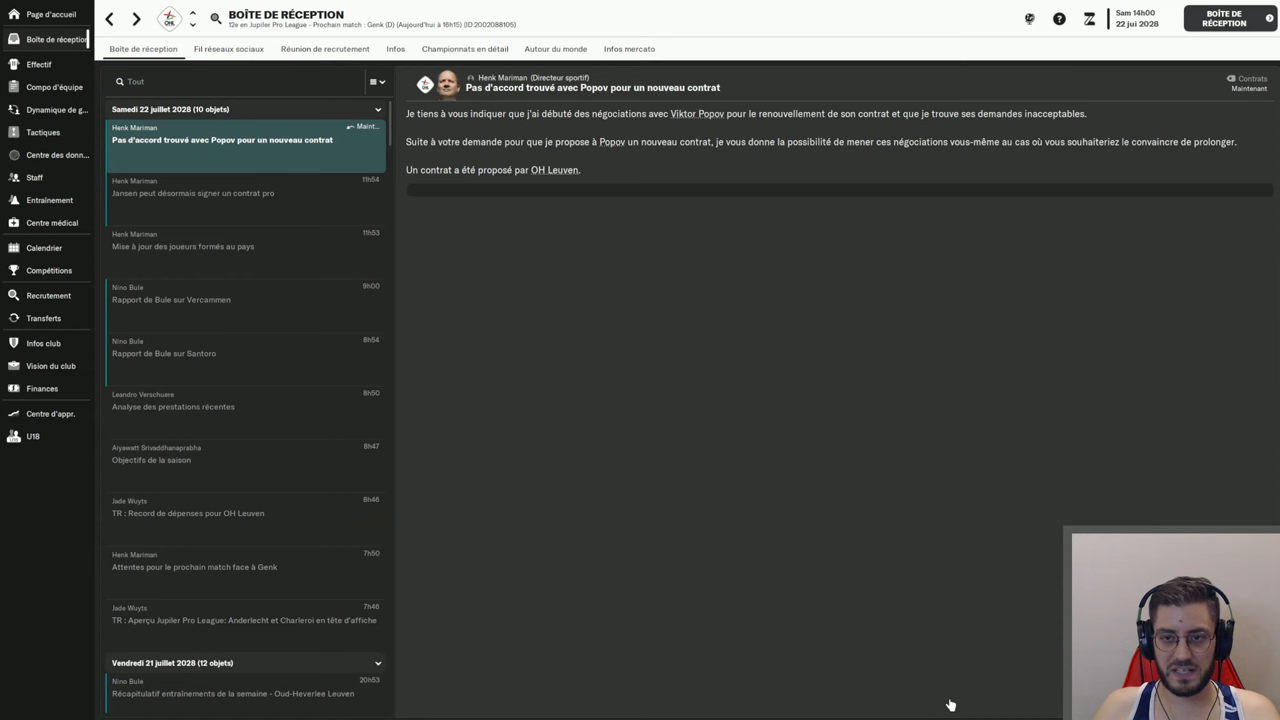 Page d'accueil
Boîte de réception
Effectif
Compo d'équipe
Dynamique de g...
Tactiques
Centre des donn...
Staff
Entraînement
Centre médical
Calendrier
Compétitions
Recrutement
Transferts
Infos club
Vision du club
Finances
Centre d'appr.
U18
BOÎTE DE RÉCEPTION
12e en Jupiler Pro League - Prochain match : Genk (D) (Aujourd'hui à 16h15) (ID:2002088105)
Sam 14h00
22 jui 2028
BOÎTE DE
RÉCEPTION
Boîte de réception
Fil réseaux sociaux
Réunion de recrutement
Infos
Championnats en détail
Autour du monde
Infos mercato
Tout
Samedi 22 juillet 2028 (10 objets)
Henk Mariman Maint...
Pas d'accord trouvé avec Popov pour un nouveau contrat
Henk Mariman 11h54
Jansen peut désormais signer un contrat pro
Henk Mariman 11h53
Mise à jour des joueurs formés au pays
Nino Bule 9h00
Rapport de Bule sur Vercammen
Nino Bule 8h54
Rapport de Bule sur Santoro
Leandro Verschuere 8h50
Analyse des prestations récentes
Aiyawatt Srivaddhanaprabha 8h47
Objectifs de la saison
Jade Wuyts 8h46
TR : Record de dépenses pour OH Leuven
Henk Mariman 7h50
Attentes pour le prochain match face à Genk
Jade Wuyts 7h46
TR : Aperçu Jupiler Pro League: Anderlecht et Charleroi en tête d'affiche
Vendredi 21 juillet 2028 (12 objets)
Nino Bule 20h53
Récapitulatif entraînements de la semaine - Oud-Heverlee Leuven
Henk Mariman (Directeur sportif)
Pas d'accord trouvé avec Popov pour un nouveau contrat
Contrats
Maintenant
Je tiens à vous indiquer que j'ai débuté des négociations avec Viktor Popov pour le renouvellement de son contrat et que je trouve ses demandes inacceptables.
Suite à votre demande pour que je propose à Popov un nouveau contrat, je vous donne la possibilité de mener ces négociations vous-même au cas où vous souhaiteriez le convaincre de prolonger.
Un contrat a été proposé par OH Leuven.